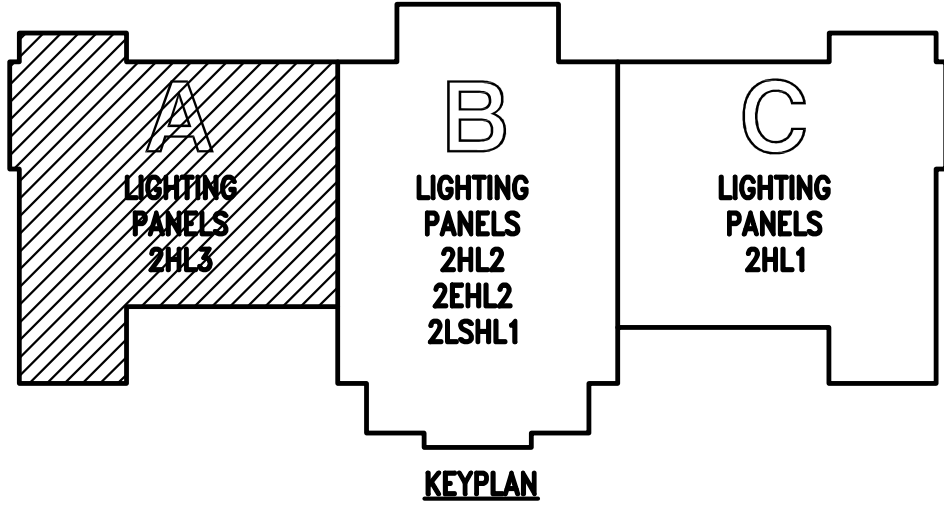 A
LIGHTING
PANELS
2HL3
B
LIGHTING
PANELS
2HL2
2EHL2
2LSHL1
C
LIGHTING
PANELS
2HL1
KEYPLAN